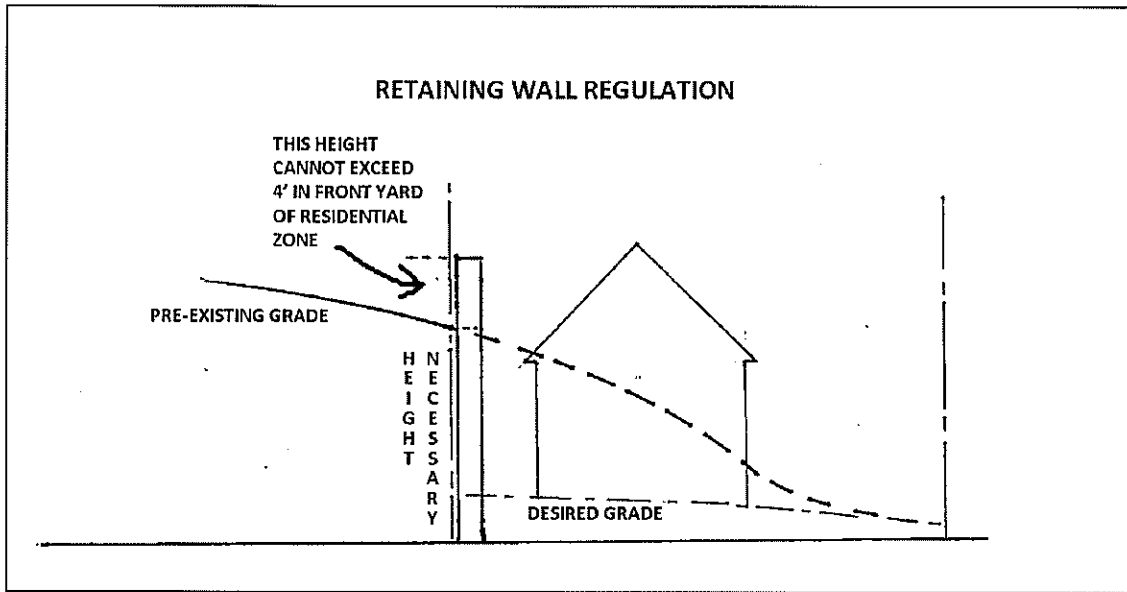 RETAINING WALL REGULATION
THIS HEIGHT
CANNOT EXCEED
4' IN FRONT YARD
OF RESIDENTIAL
ZONE
PRE-EXISTING GRADE
HEIGHT
NECESSARY
DESIRED GRADE